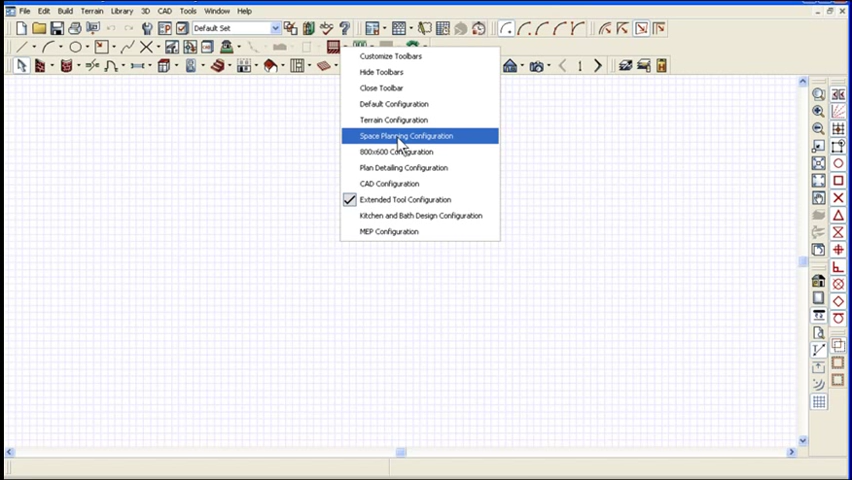 File Edit Build Terrain Library 3D CAD Tools Window Help
Default Set
Customize Toolbars
Hide Toolbars
Close Toolbar
Default Configuration
Terrain Configuration
Space Planning Configuration
800x600 Configuration
Plan Detailing Configuration
CAD Configuration
Extended Tool Configuration
Kitchen and Bath Design Configuration
MEP Configuration